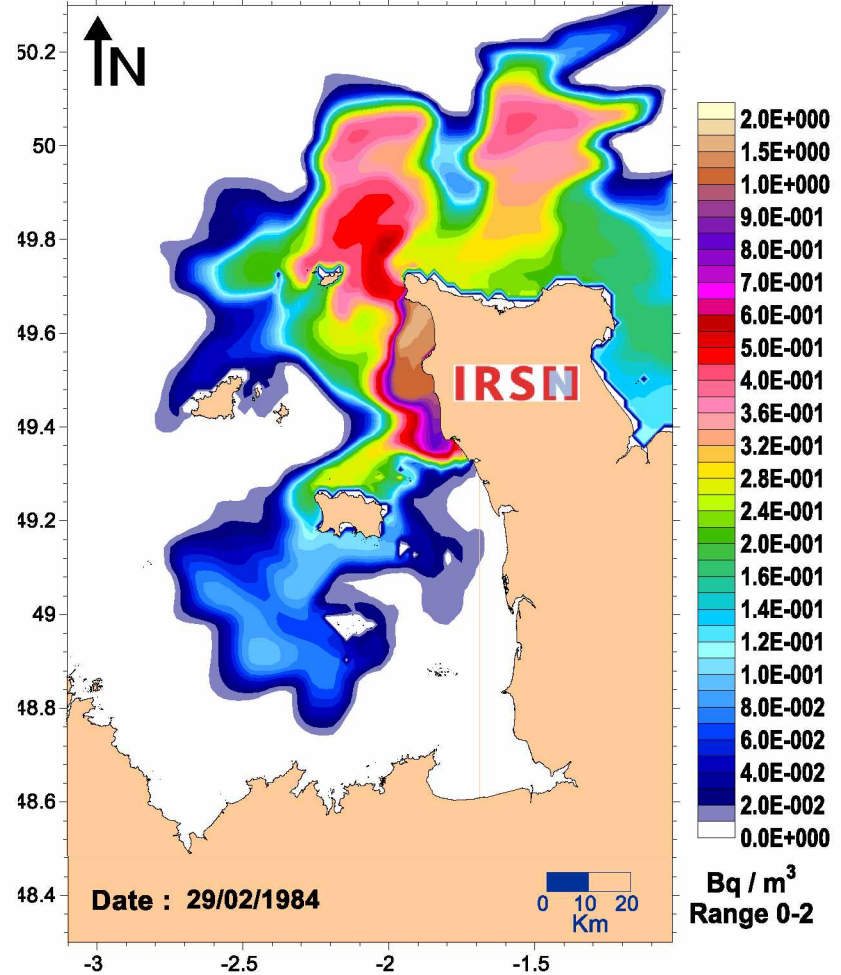 N
50.2
50
49.8
49.6
49.4
49.2
49
48.8
48.6
48.4
-3
-2.5
-2
-1.5
IRSN
Date : 29/02/1984
0 10 20
Km
2.0E+000
1.5E+000
1.0E+000
9.0E-001
8.0E-001
7.0E-001
6.0E-001
5.0E-001
4.0E-001
3.6E-001
3.2E-001
2.8E-001
2.4E-001
2.0E-001
1.6E-001
1.4E-001
1.2E-001
1.0E-001
8.0E-002
6.0E-002
4.0E-002
2.0E-002
0.0E+000
Bq / m³
Range 0-2